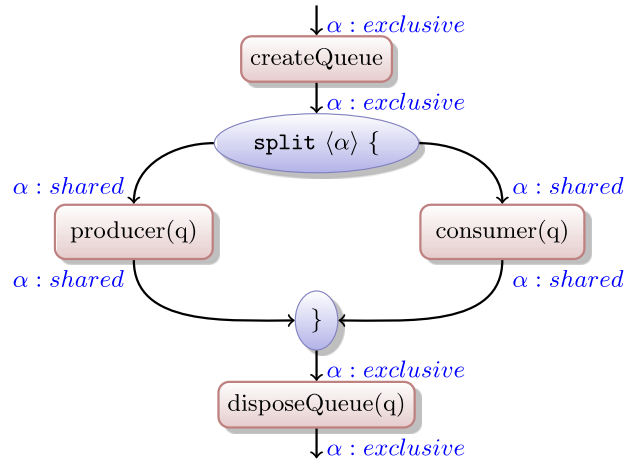 α : exclusive
createQueue
α : exclusive
split ⟨α⟩ {
α : shared
α : shared
producer(q)
consumer(q)
α : shared
α : shared
}
α : exclusive
disposeQueue(q)
α : exclusive